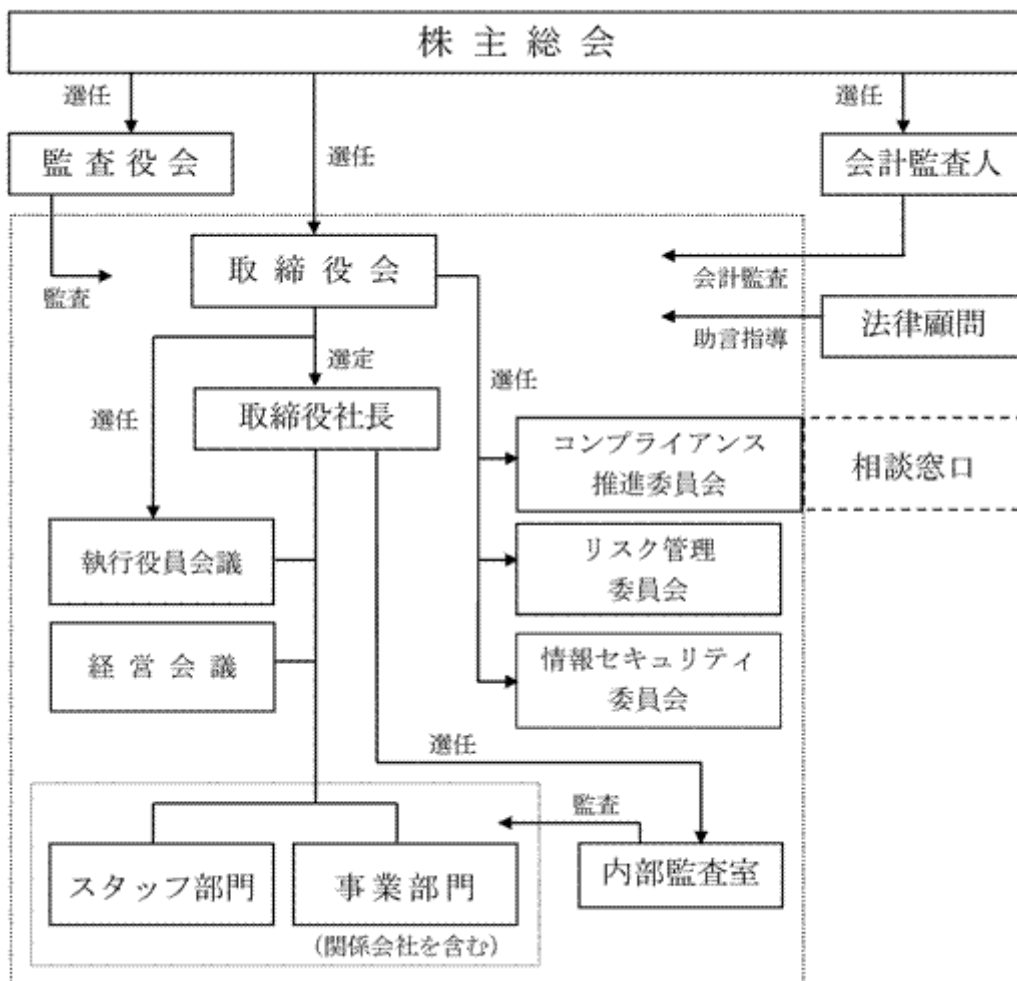 株主総会
選任
選任
選任
監査役会
会計監査人
取締役会
監査
会計監査
法律顧問
助言指導
選定
選任
選任
取締役社長
コンプライアンス
推進委員会
相談窓口
執行役員会議
リスク管理
委員会
経営会議
情報セキュリティ
委員会
選任
監査
スタッフ部門
事業部門
内部監査室
(関係会社を含む)